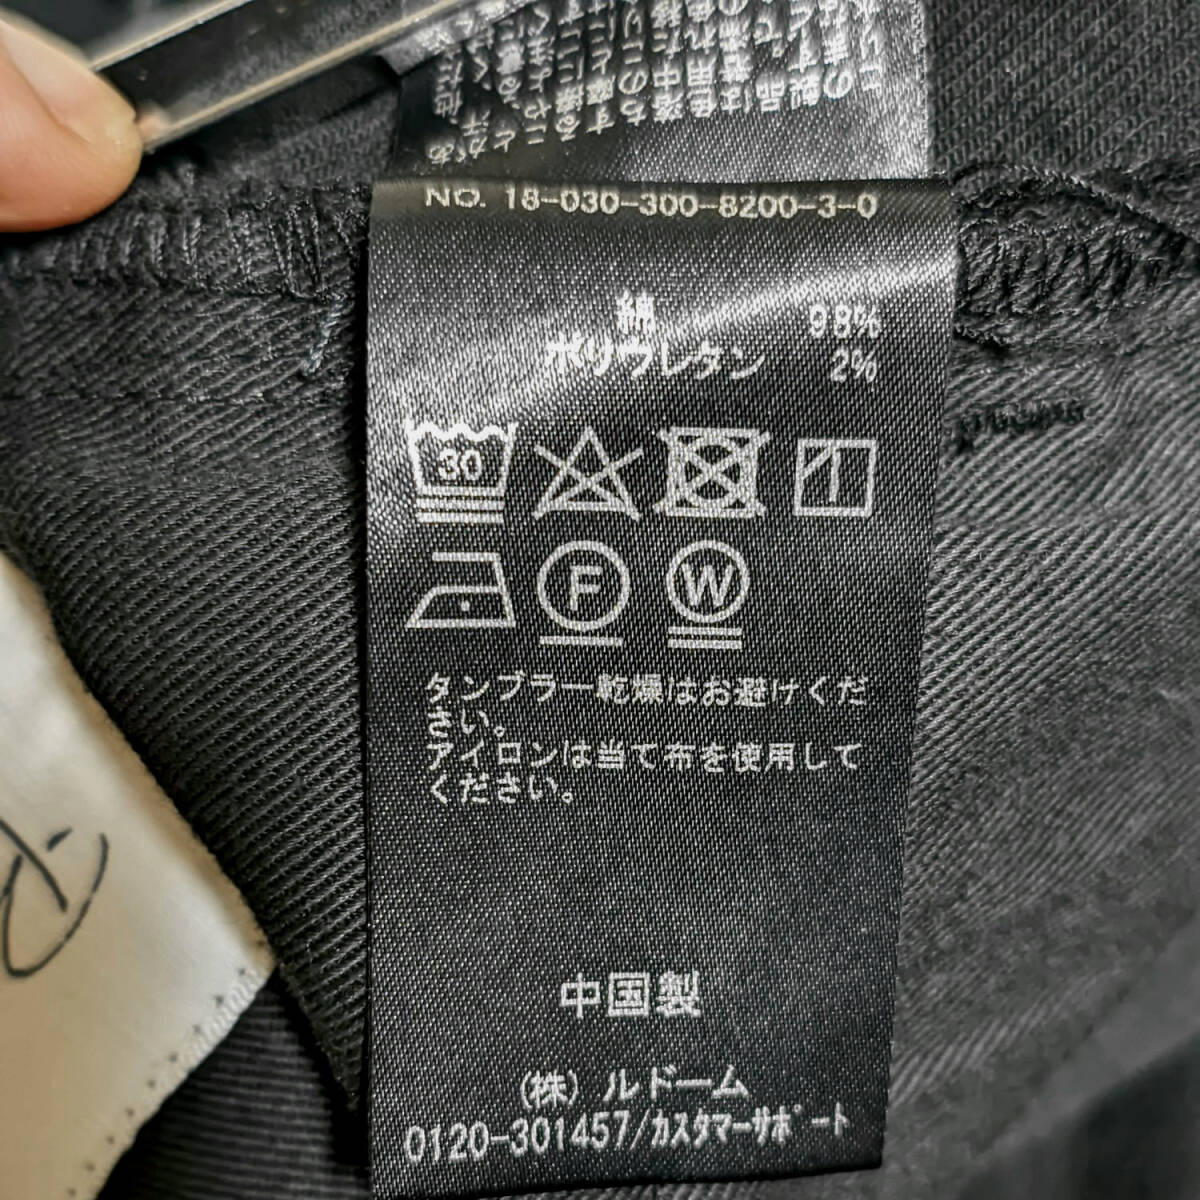 NO. 18-030-300-8200-3-0
綿 98%
ポリウレタン 2%
30
F W
タンブラー乾燥はお避けくだ
さい。
アイロンは当て布を使用して
ください。
中国製
(株) ルドーム
0120-301457/カスタマーサポート